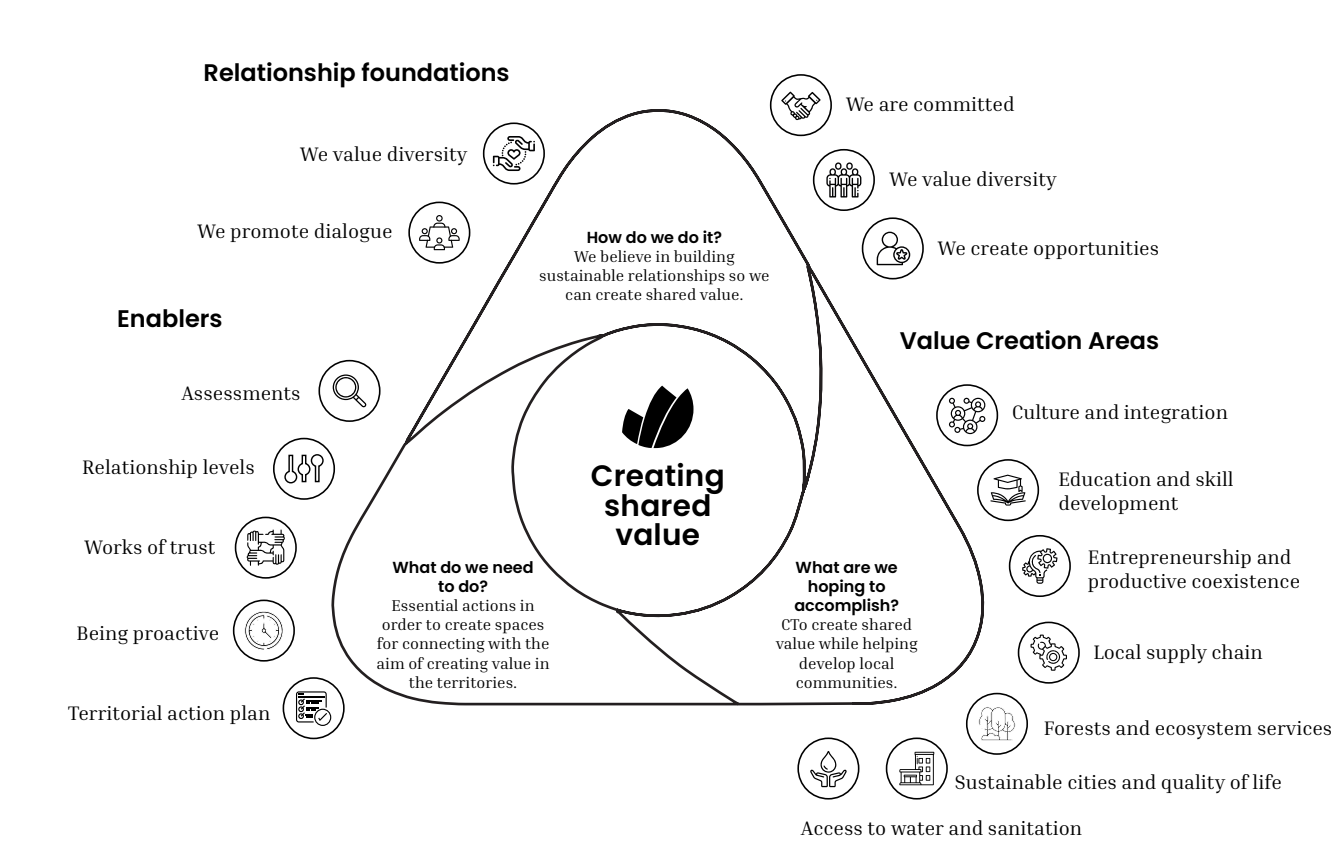 Relationship foundations
We value diversity
We promote dialogue
We are committed
We value diversity
We create opportunities
How do we do it?
We believe in building
sustainable relationships so we
can create shared value.
Enablers
Assessments
Relationship levels
Works of trust
Being proactive
Territorial action plan
Creating
shared
value
What do we need
to do?
Essential actions in
order to create spaces
for connecting with the
aim of creating value in
the territories.
What are we
hoping to
accomplish?
CTo create shared
value while helping
develop local
communities.
Value Creation Areas
Culture and integration
Education and skill
development
Entrepreneurship and
productive coexistence
Local supply chain
Forests and ecosystem services
Sustainable cities and quality of life
Access to water and sanitation